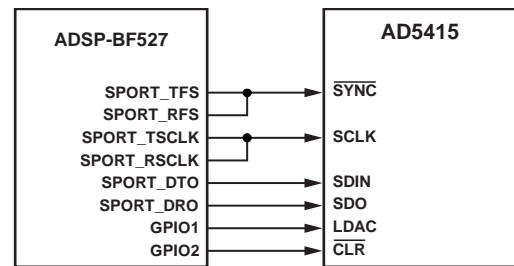 ADSP-BF527
AD5415
SPORT_TFS
SYNC
SPORT_RFS
SPORT_TSCLK
SCLK
SPORT_RSCLK
SPORT_DTO
SDIN
SPORT_DRO
SDO
GPIO1
LDAC
GPIO2
CLR